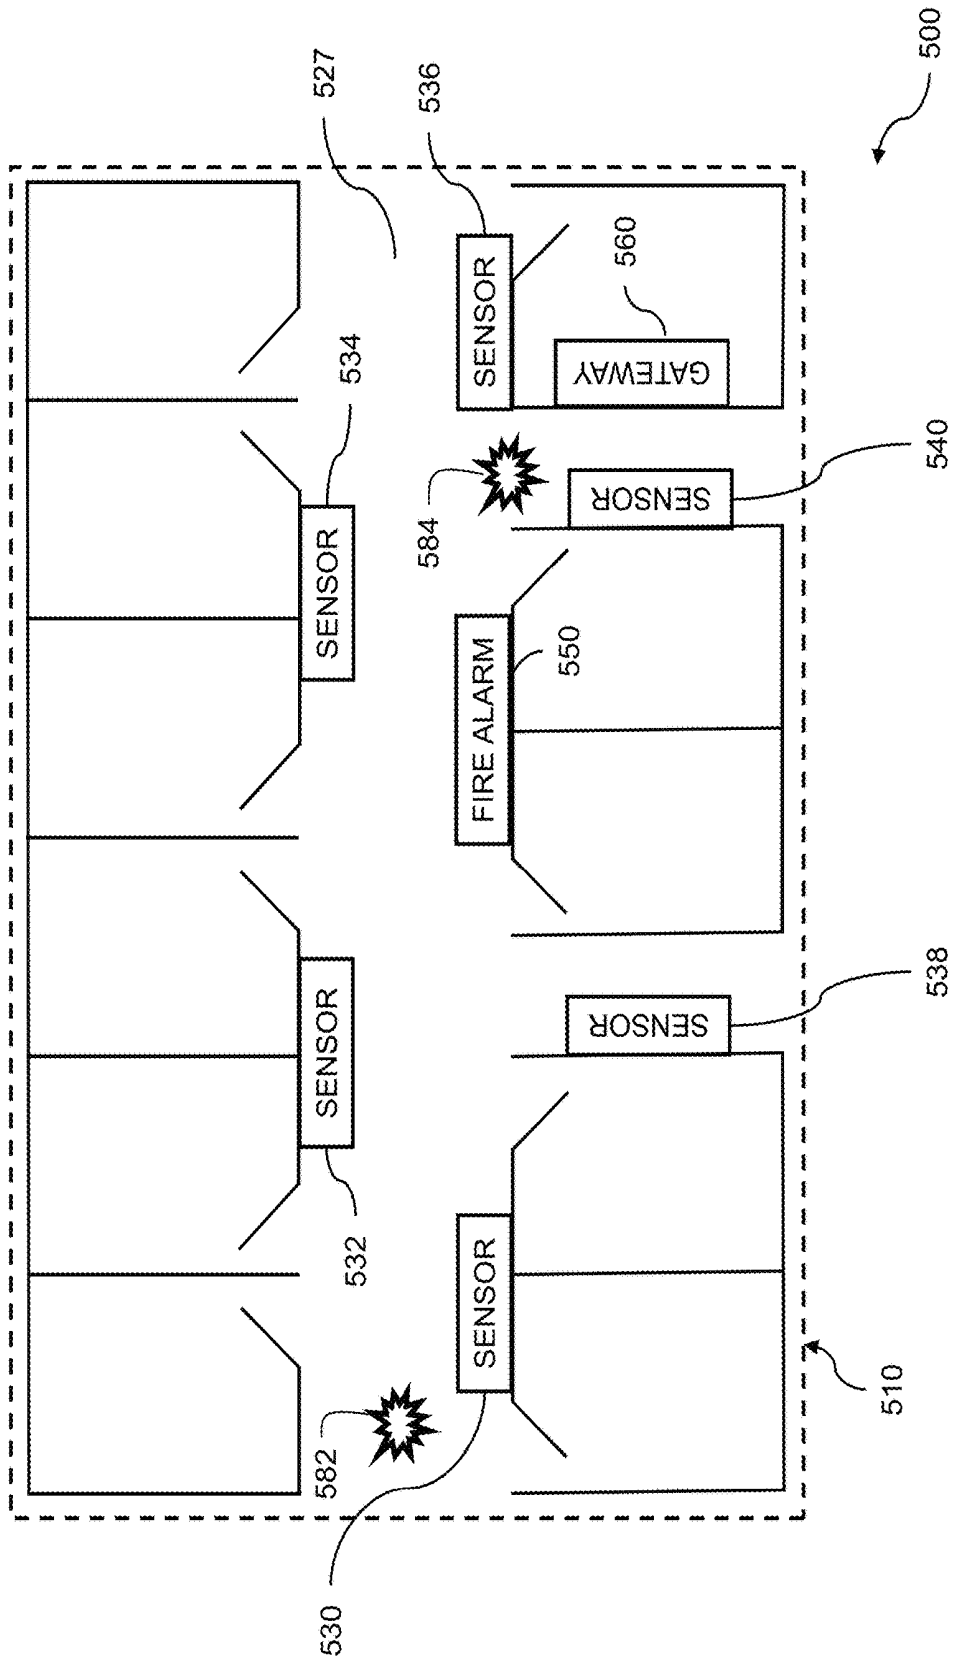 500
527
536
SENSOR
534
560
GATEWAY
540
SENSOR
584
SENSOR
FIRE ALARM
550
538
SENSOR
SENSOR
532
SENSOR
510
582
530